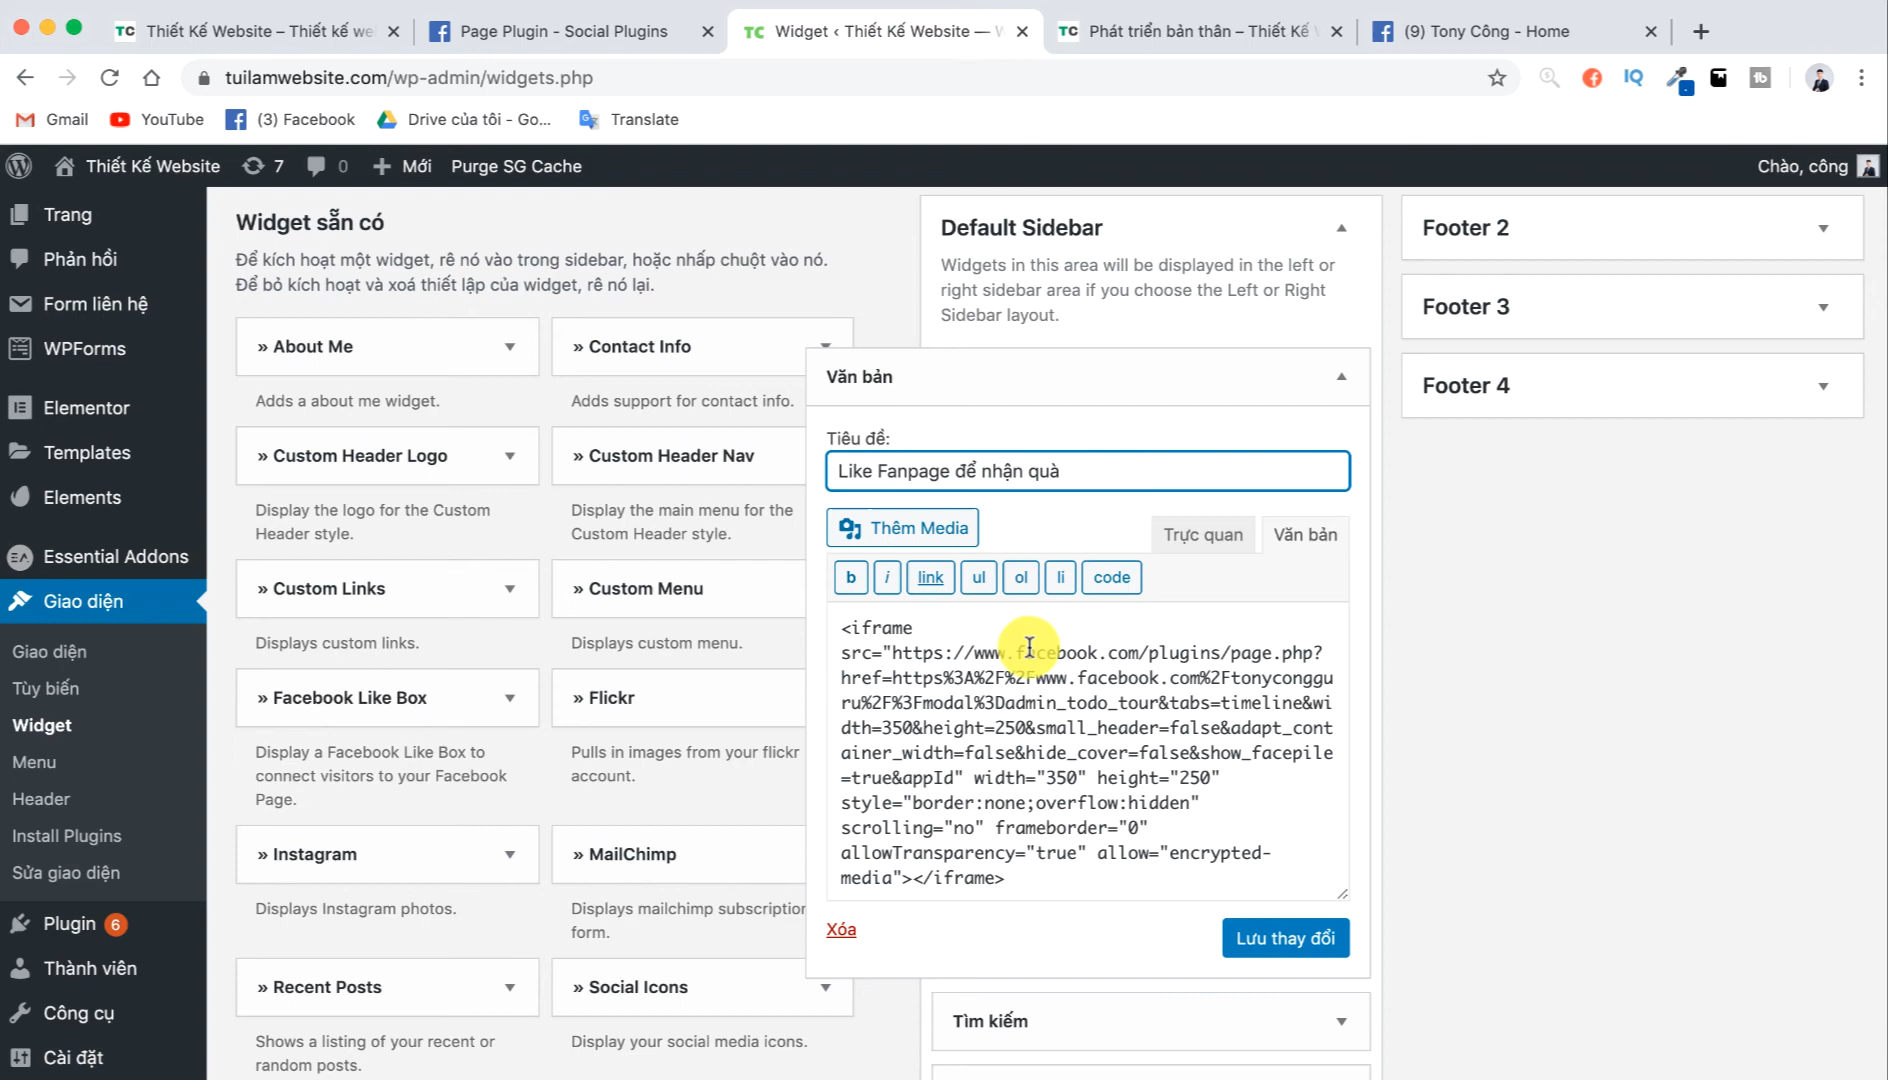 Thiết Kế Website – Thiết kế we
Page Plugin - Social Plugins
Widget ‹ Thiết Kế Website — W
Phát triển bản thân – Thiết Kế W
(9) Tony Công - Home
tuilamwebsite.com/wp-admin/widgets.php
IQ
Gmail
YouTube
(3) Facebook
Drive của tôi - Go...
Translate
Thiết Kế Website
7
0
Mới
Purge SG Cache
Chào, công
Trang
Phản hồi
Form liên hệ
WPForms
Elementor
Templates
Elements
Essential Addons
Giao diện
Giao diện
Tùy biến
Widget
Menu
Header
Install Plugins
Sửa giao diện
Plugin 6
Thành viên
Công cụ
Cài đặt
Widget sẵn có
Để kích hoạt một widget, rê nó vào trong sidebar, hoặc nhấp chuột vào nó.
Để bỏ kích hoạt và xoá thiết lập của widget, rê nó lại.
» About Me
Adds a about me widget.
» Contact Info
Adds support for contact info.
» Custom Header Logo
Display the logo for the Custom
Header style.
» Custom Header Nav
Display the main menu for the
Custom Header style.
» Custom Links
Displays custom links.
» Custom Menu
Displays custom menu.
» Facebook Like Box
Display a Facebook Like Box to
connect visitors to your Facebook
Page.
» Flickr
Pulls in images from your flickr
account.
» Instagram
Displays Instagram photos.
» MailChimp
Displays mailchimp subscription
form.
» Recent Posts
Shows a listing of your recent or
random posts.
» Social Icons
Display your social media icons.
Default Sidebar
Widgets in this area will be displayed in the left or
right sidebar area if you choose the Left or Right
Sidebar layout.
Văn bản
Tiêu đề:
Like Fanpage để nhận quà
Thêm Media
Trực quan
Văn bản
b
i
link
ul
ol
li
code
<iframe
src="https://www.facebook.com/plugins/page.php?
href=https%3A%2F%2Fwww.facebook.com%2Ftonyconggu
ru%2F%3Fmodal%3Dadmin_todo_tour&tabs=timeline&wi
dth=350&height=250&small_header=false&adapt_cont
ainer_width=false&hide_cover=false&show_facepile
=true&appId" width="350" height="250"
style="border:none;overflow:hidden"
scrolling="no" frameborder="0"
allowTransparency="true" allow="encrypted-
media"></iframe>
Xóa
Lưu thay đổi
Tìm kiếm
Footer 2
Footer 3
Footer 4